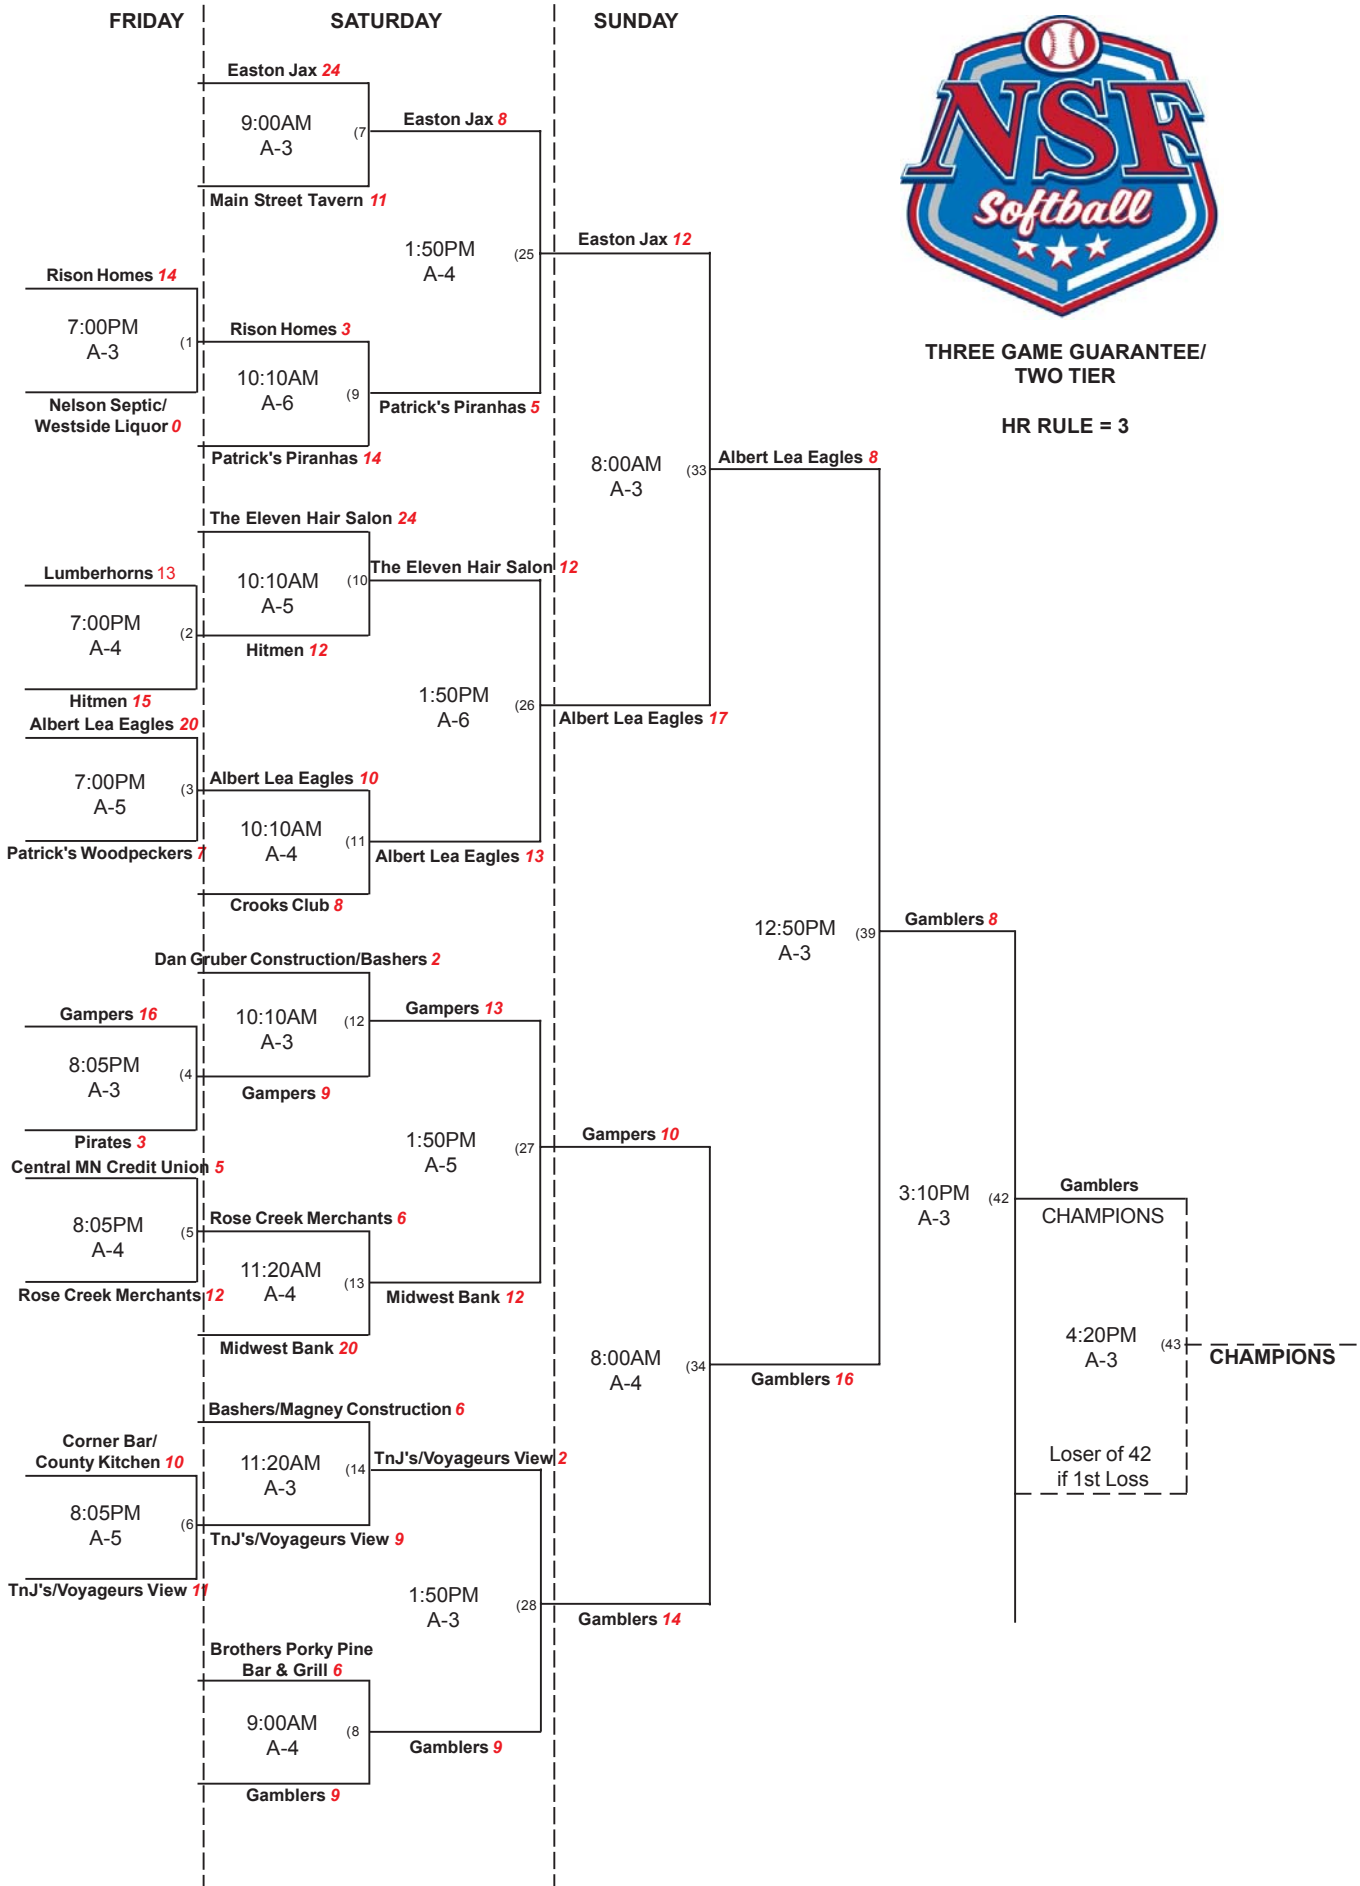 FRIDAY
SATURDAY
SUNDAY
NSF
Softball
THREE GAME GUARANTEE/
TWO TIER
HR RULE = 3
Easton Jax 24
9:00AM
A-3
(7
Main Street Tavern 11
Easton Jax 8
1:50PM
A-4
(25
Rison Homes 14
7:00PM
A-3
(1
Nelson Septic/
Westside Liquor 0
Rison Homes 3
10:10AM
A-6
(9
Patrick's Piranhas 14
Patrick's Piranhas 5
Easton Jax 12
8:00AM
A-3
(33
Albert Lea Eagles 8
The Eleven Hair Salon 24
10:10AM
A-5
(10
Hitmen 12
The Eleven Hair Salon 12
Lumberhorns 13
7:00PM
A-4
(2
Hitmen 15
1:50PM
A-6
(26
Albert Lea Eagles 17
Albert Lea Eagles 20
7:00PM
A-5
(3
Patrick's Woodpeckers 7
Albert Lea Eagles 10
10:10AM
A-4
(11
Crooks Club 8
Albert Lea Eagles 13
12:50PM
A-3
(39
Gamblers 8
Dan Gruber Construction/Bashers 2
10:10AM
A-3
(12
Gampers 9
Gampers 13
Gampers 16
8:05PM
A-3
(4
Pirates 3
1:50PM
A-5
(27
Gampers 10
Central MN Credit Union 5
8:05PM
A-4
(5
Rose Creek Merchants 12
Rose Creek Merchants 6
11:20AM
A-4
(13
Midwest Bank 20
Midwest Bank 12
3:10PM
A-3
(42
Gamblers
CHAMPIONS
4:20PM
A-3
(43
CHAMPIONS
Loser of 42
if 1st Loss
8:00AM
A-4
(34
Gamblers 16
Bashers/Magney Construction 6
11:20AM
A-3
(14
TnJ's/Voyageurs View 9
TnJ's/Voyageurs View 2
Corner Bar/
County Kitchen 10
8:05PM
A-5
(6
TnJ's/Voyageurs View 11
1:50PM
A-3
(28
Gamblers 14
Brothers Porky Pine
Bar & Grill 6
9:00AM
A-4
(8
Gamblers 9
Gamblers 9